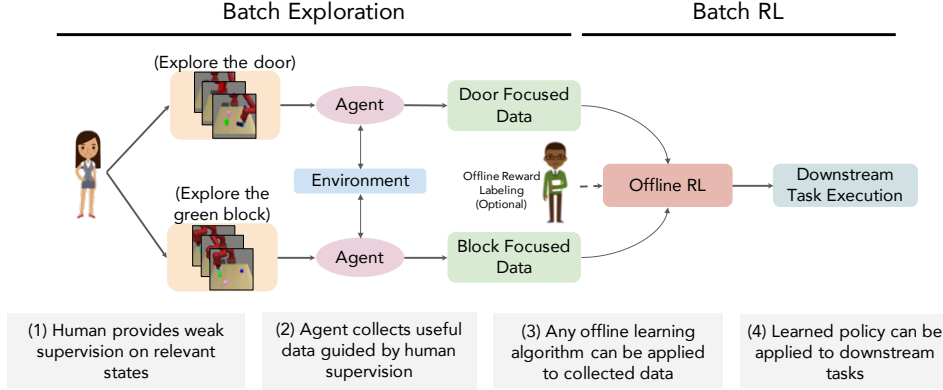 Batch Exploration
Batch RL
(Explore the door)
Agent
Door Focused
Data
Environment
Offline Reward
Labeling
(Optional)
Offline RL
Downstream
Task Execution
(Explore the
green block)
Agent
Block Focused
Data
(1) Human provides weak
supervision on relevant
states
(2) Agent collects useful
data guided by human
supervision
(3) Any offline learning
algorithm can be applied
to collected data
(4) Learned policy can be
applied to downstream
tasks